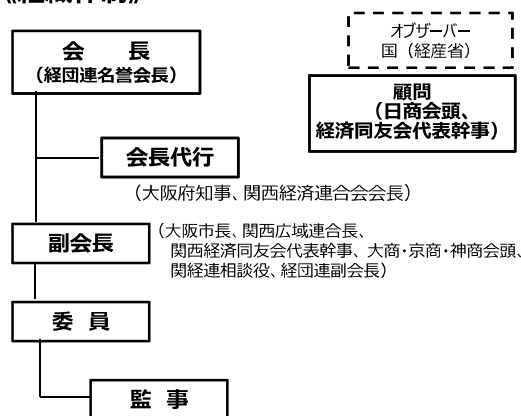 会　　長
（経団連名誉会長）
オブザーバー
国（経産省）
顧問
（日商会頭、
経済同友会代表幹事）
会長代行
（大阪府知事、関西経済連合会会長）
副会長
（大阪市長、関西広域連合長、
関西経済同友会代表幹事、大商・京商・神商会頭、
関経連相談役、経団連副会長）
委　員
監　事